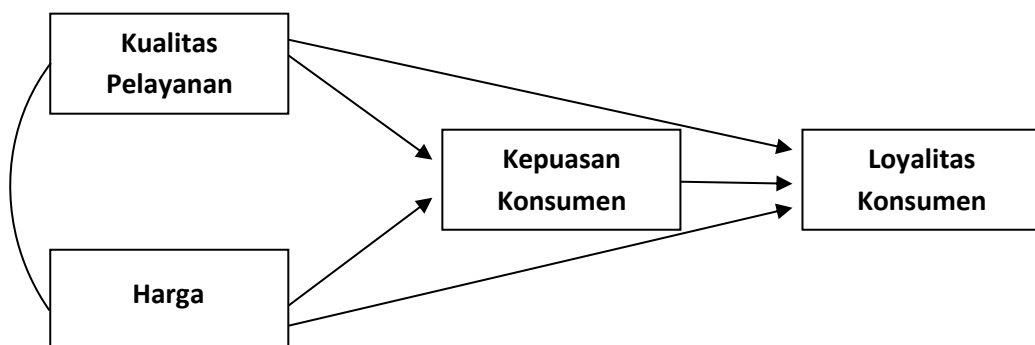 Kualitas
Pelayanan
Kepuasan
Konsumen
Loyalitas
Konsumen
Harga